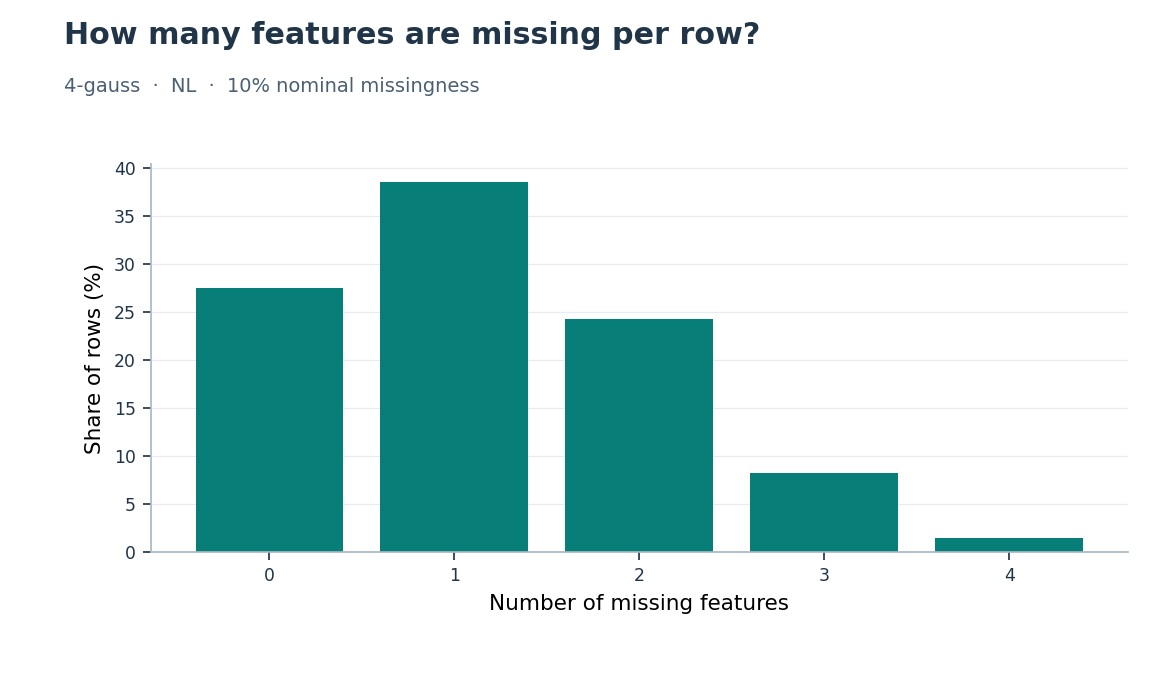 How many features are missing per row?
4-gauss · NL · 10% nominal missingness
Share of rows (%)
40
35
30
25
20
15
10
5
0
0 1 2 3 4
Number of missing features